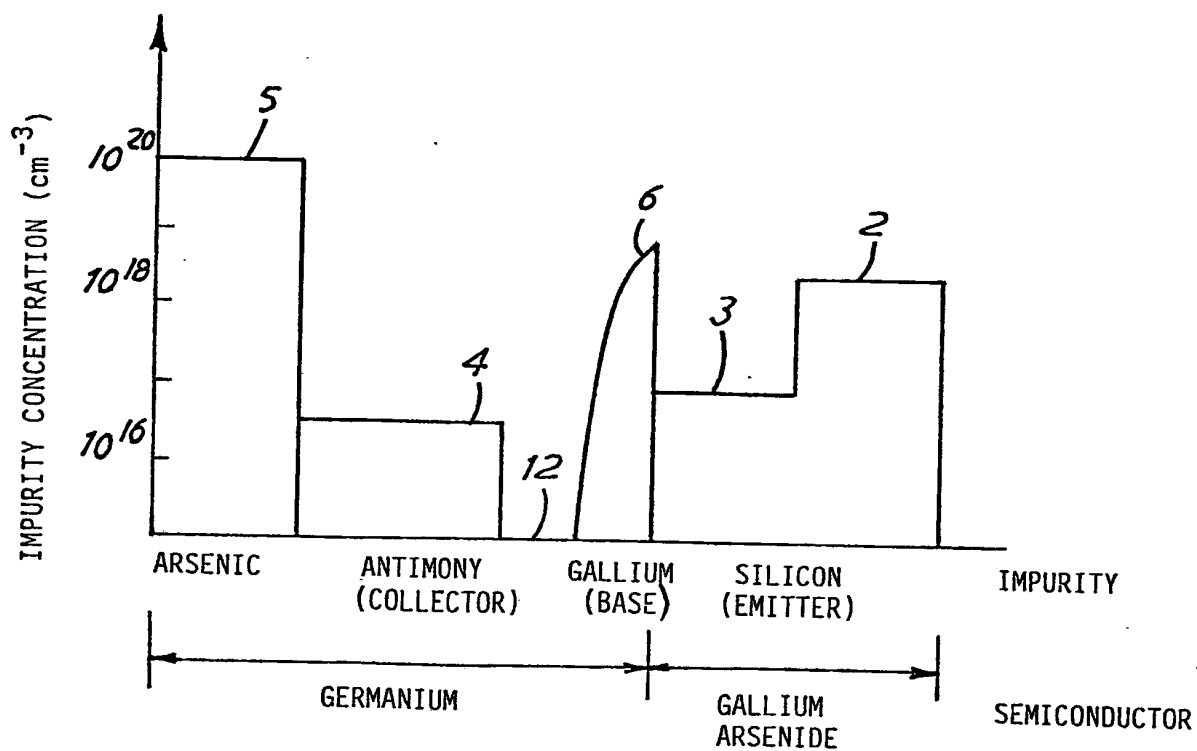 IMPURITY CONCENTRATION (cm⁻³)
10²⁰
10¹⁸
10¹⁶
5
6
2
3
4
12
ARSENIC
ANTIMONY
(COLLECTOR)
GALLIUM
(BASE)
SILICON
(EMITTER)
IMPURITY
GERMANIUM
GALLIUM
ARSENIDE
SEMICONDUCTOR